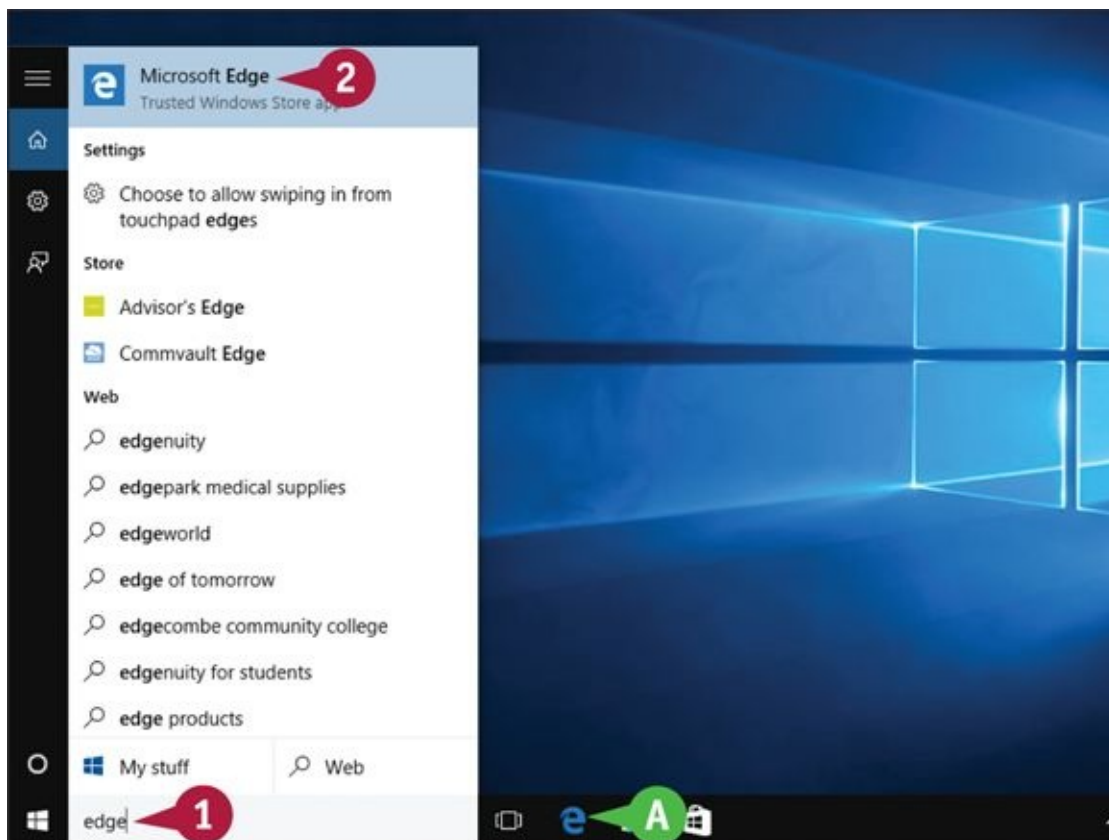 Microsoft Edge
Trusted Windows Store app
2
Settings
Choose to allow swiping in from
touchpad edges
Store
Advisor's Edge
Commvault Edge
Web
edgenuity
edgepark medical supplies
edgeworld
edge of tomorrow
edgecombe community college
edgenuity for students
edge products
My stuff
Web
edge
1
A